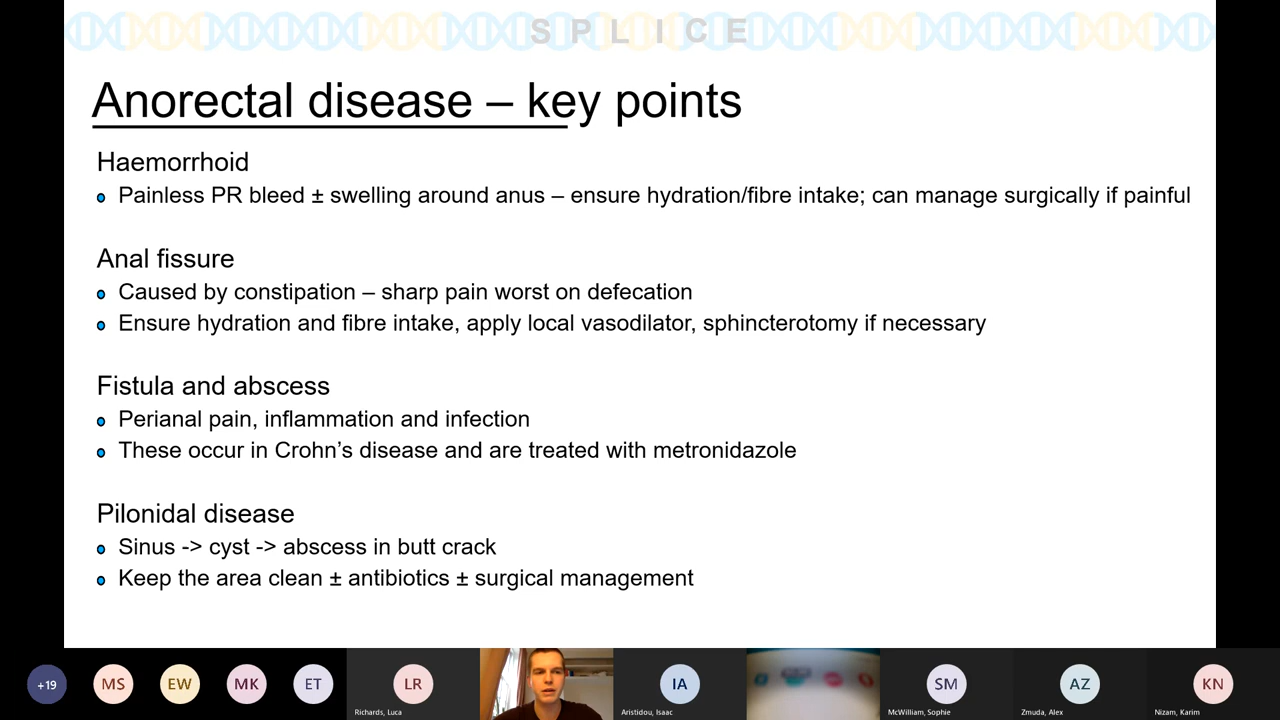 S P L I C E
Anorectal disease – key points
Haemorrhoid
Painless PR bleed ± swelling around anus – ensure hydration/fibre intake; can manage surgically if painful
Anal fissure
Caused by constipation – sharp pain worst on defecation
Ensure hydration and fibre intake, apply local vasodilator, sphincterotomy if necessary
Fistula and abscess
Perianal pain, inflammation and infection
These occur in Crohn’s disease and are treated with metronidazole
Pilonidal disease
Sinus -> cyst -> abscess in butt crack
Keep the area clean ± antibiotics ± surgical management
+19 MS EW MK ET LR IA SM AZ KN
Richards, Luca Aristidou, Isaac McWilliam, Sophie Zmuda, Alex Nizam, Karim